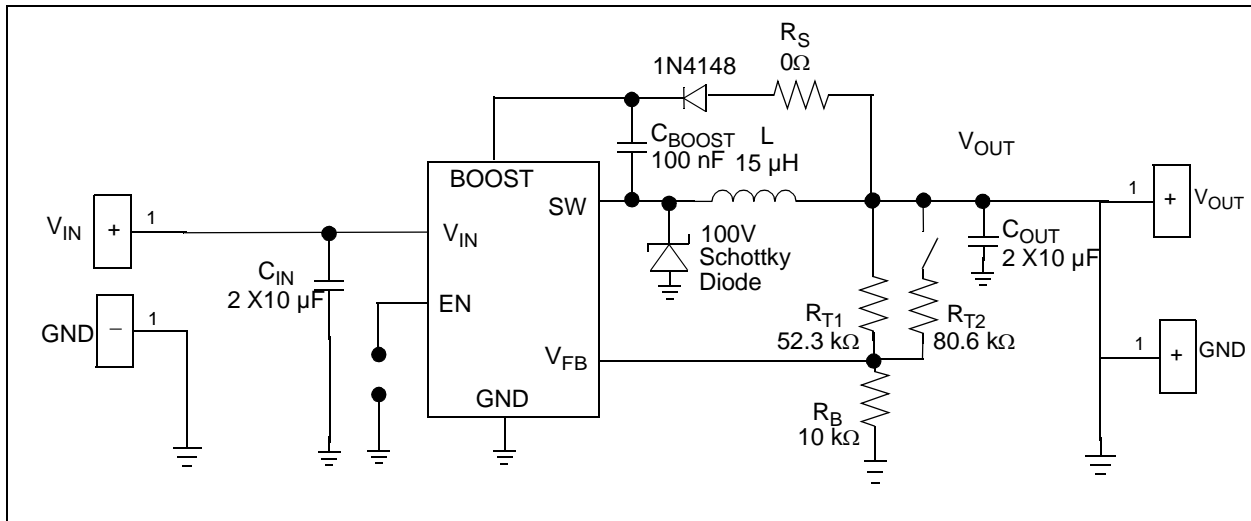 R_S
0Ω
1N4148
C_BOOST
100 nF
L
15 µH
V_OUT
BOOST
SW
V_IN
+
1
V_IN
C_IN
2 X10 µF
100V
Schottky
Diode
C_OUT
2 X10 µF
1
+
V_OUT
GND
−
1
EN
R_T1
52.3 kΩ
R_T2
80.6 kΩ
V_FB
GND
R_B
10 kΩ
1
+
GND